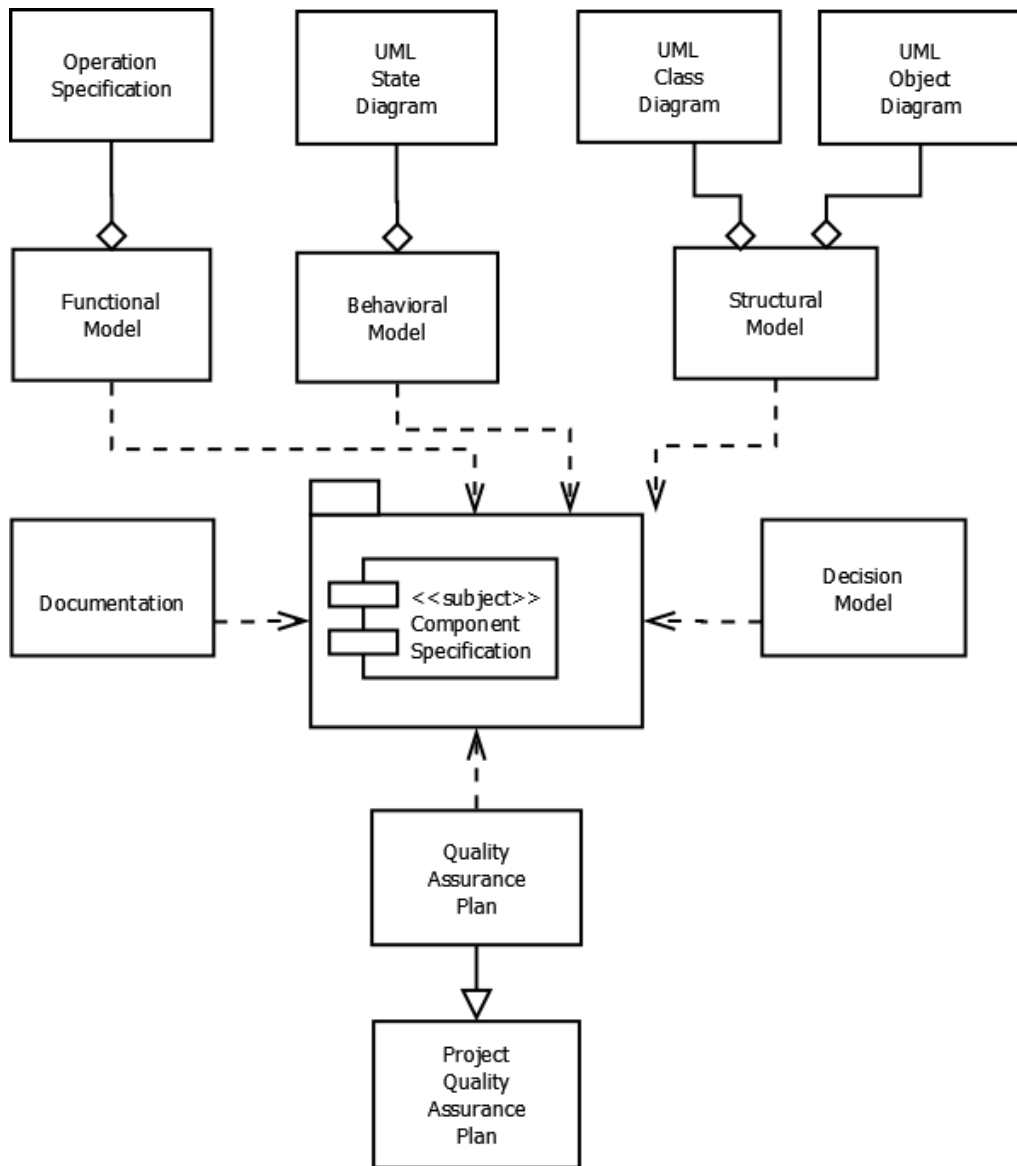 Operation
Specification
UML
State
Diagram
UML
Class
Diagram
UML
Object
Diagram
Functional
Model
Behavioral
Model
Structural
Model
Documentation
<<subject>>
Component
Specification
Decision
Model
Quality
Assurance
Plan
Project
Quality
Assurance
Plan